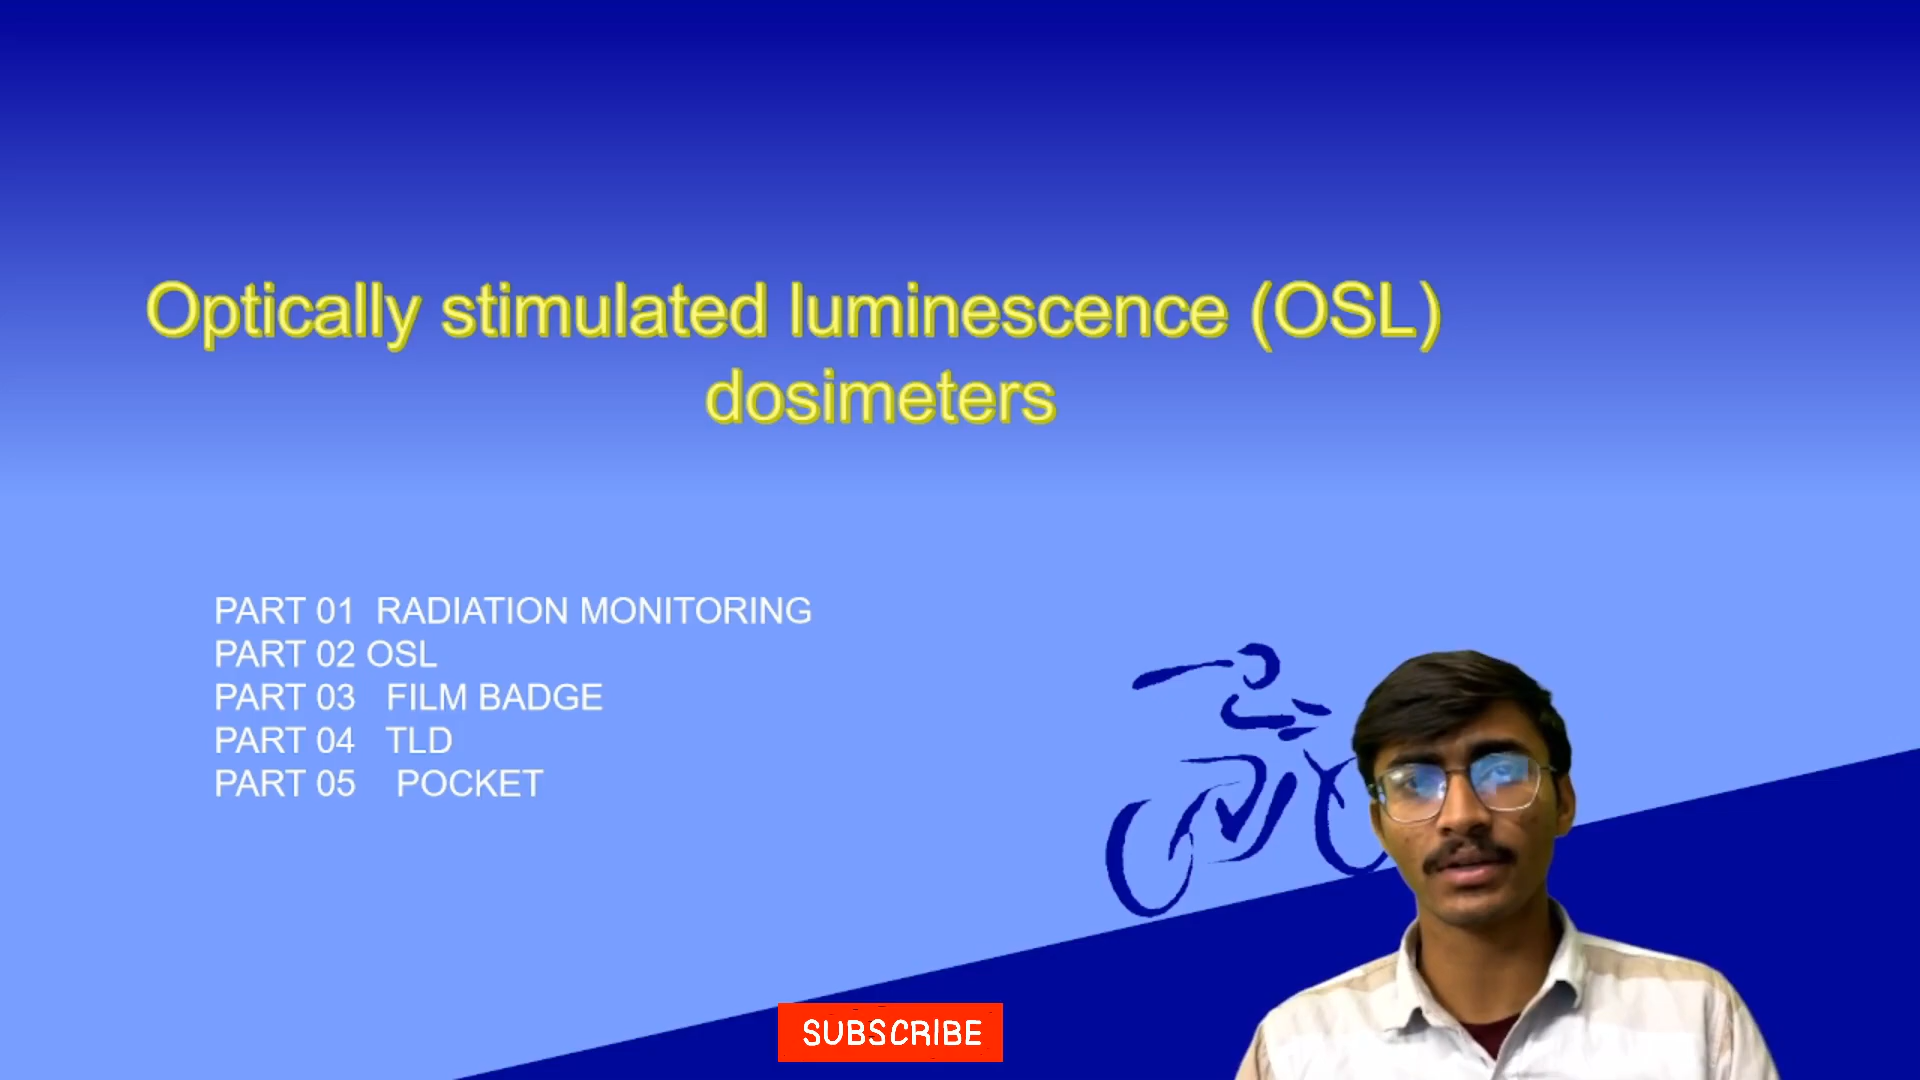 Optically stimulated luminescence (OSL)
dosimeters
PART 01 RADIATION MONITORING
PART 02 OSL
PART 03 FILM BADGE
PART 04 TLD
PART 05 POCKET
SUBSCRIBE